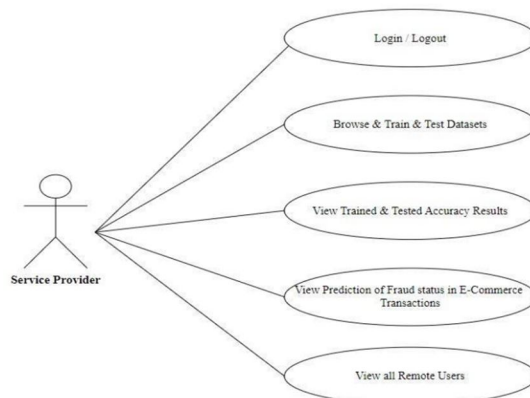 Login / Logout
Browse & Train & Test Datasets
View Trained & Tested Accuracy Results
Service Provider
View Prediction of Fraud status in E-Commerce
Transactions
View all Remote Users